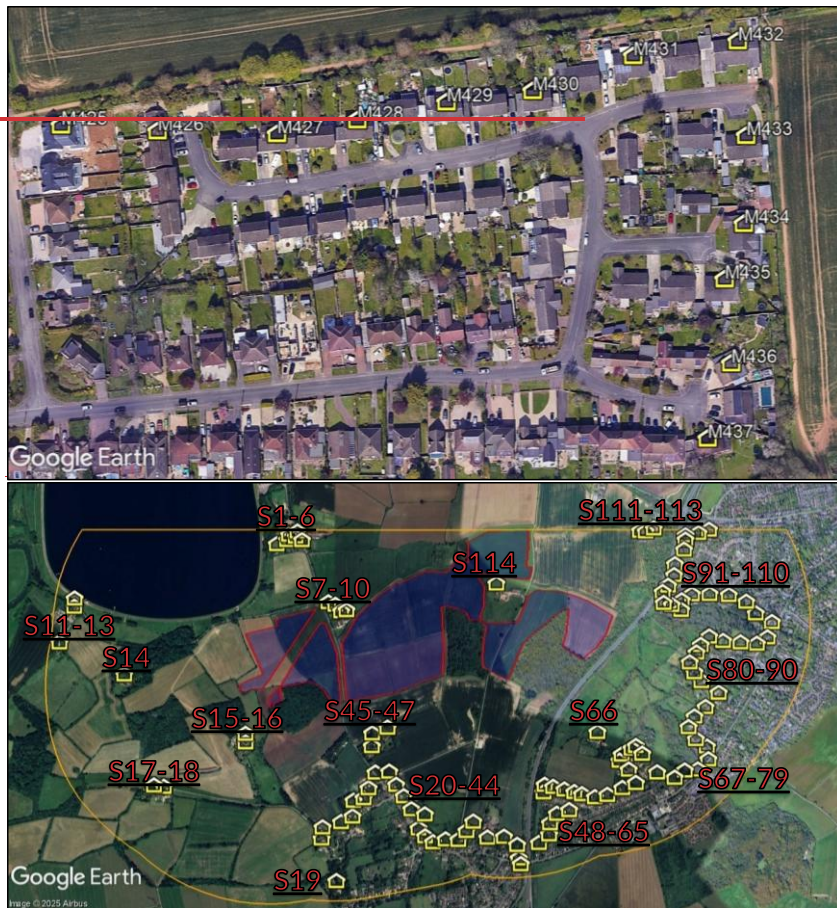 M432
M431
M430
M429
M428
M425
M426
M427
M433
M434
M435
M436
M437
Google Earth
S1-6
S111-113
S114
S7-10
S91-110
S11-13
S14
S80-90
S15-16
S45-47
S66
S17-18
S20-44
S67-79
S48-65
S19
Google Earth
Image © 2025 Airbus